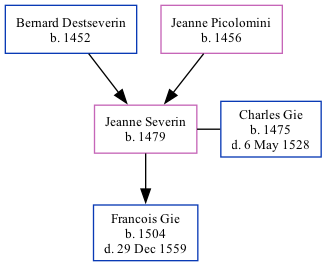 Bernard Destseverin
b. 1452
Jeanne Picolomini
b. 1456
Jeanne Severin
b. 1479
Charles Gie
b. 1475
d. 6 May 1528
Francois Gie
b. 1504
d. 29 Dec 1559